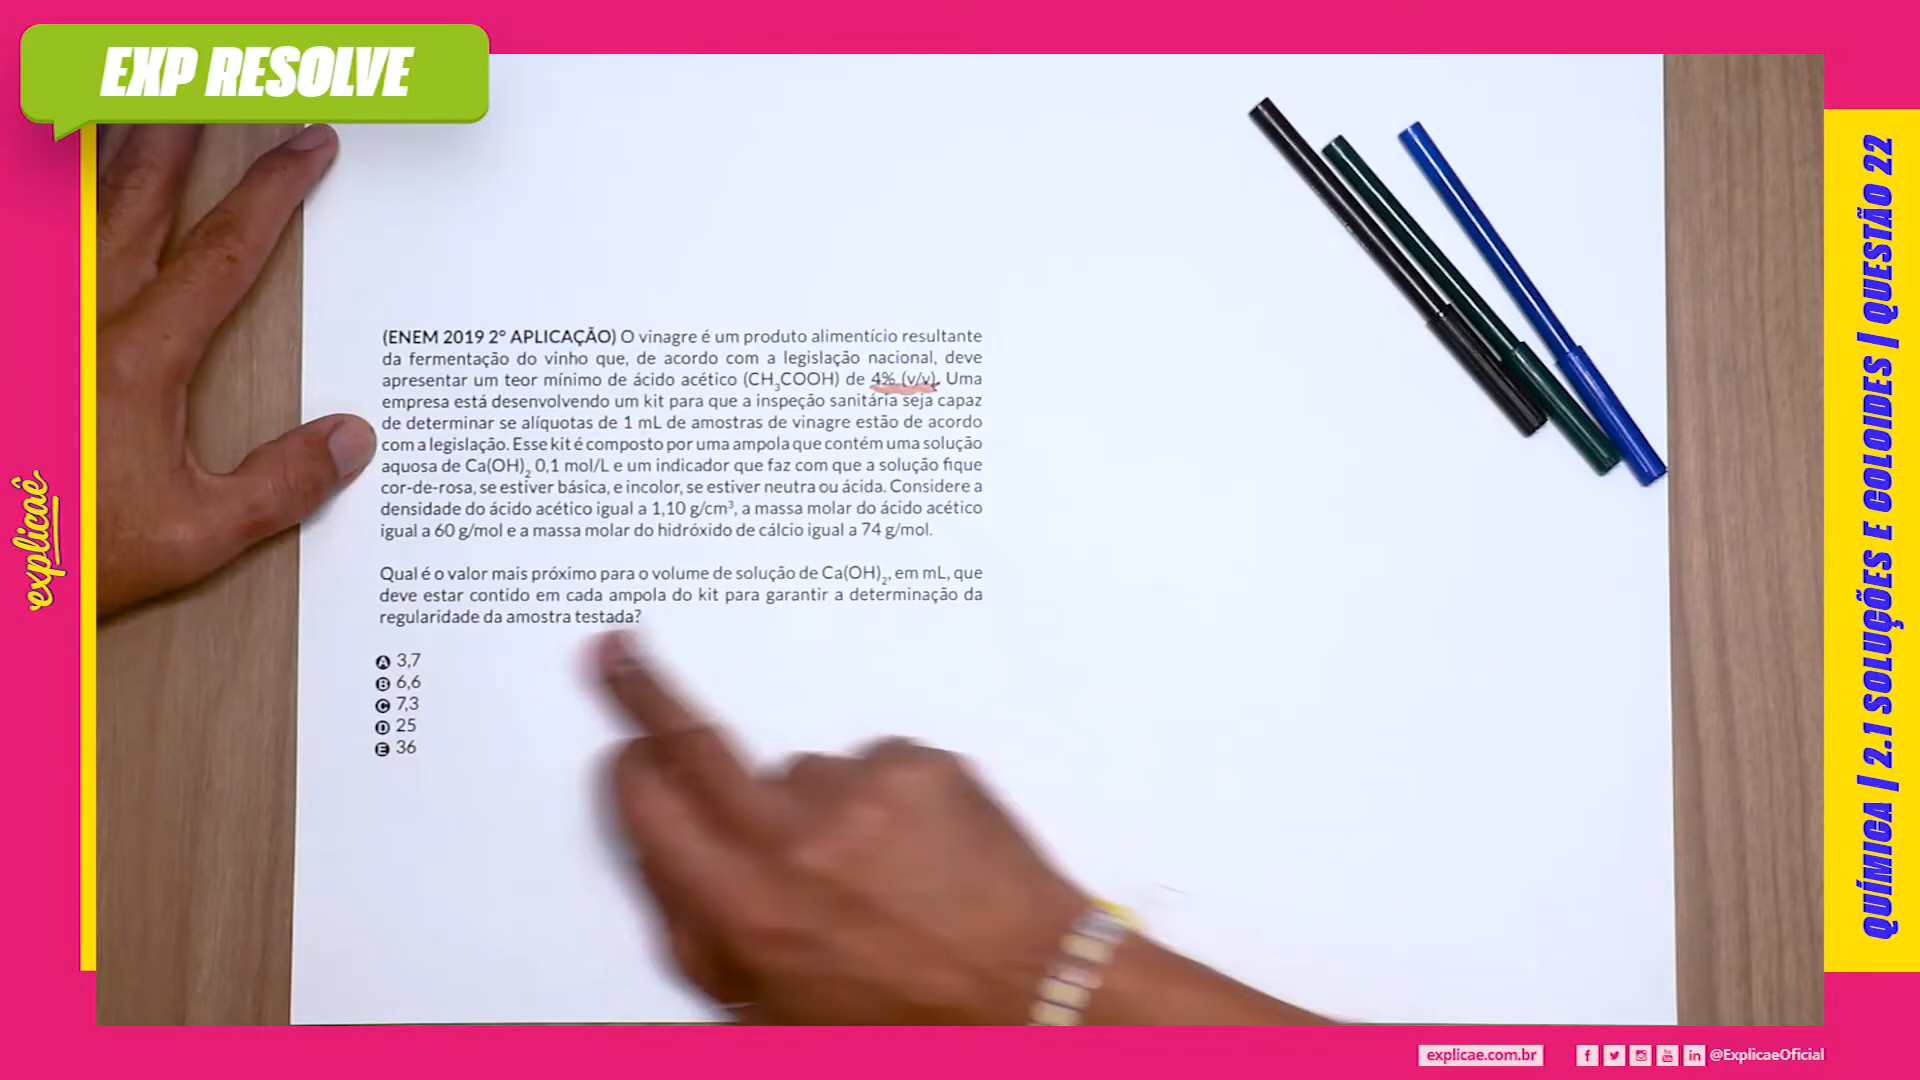 EXP RESOLVE
(ENEM 2019 2° APLICAÇÃO) O vinagre é um produto alimentício resultante
da fermentação do vinho que, de acordo com a legislação nacional, deve
apresentar um teor mínimo de ácido acético (CH₃COOH) de 4% (v/v). Uma
empresa está desenvolvendo um kit para que a inspeção sanitária seja capaz
de determinar se alíquotas de 1 mL de amostras de vinagre estão de acordo
com a legislação. Esse kit é composto por uma ampola que contém uma solução
aquosa de Ca(OH)₂ 0,1 mol/L e um indicador que faz com que a solução fique
cor-de-rosa, se estiver básica, e incolor, se estiver neutra ou ácida. Considere a
densidade do ácido acético igual a 1,10 g/cm³, a massa molar do ácido acético
igual a 60 g/mol e a massa molar do hidróxido de cálcio igual a 74 g/mol.
Qual é o valor mais próximo para o volume de solução de Ca(OH)₂, em mL, que
deve estar contido em cada ampola do kit para garantir a determinação da
regularidade da amostra testada?
A 3,7
B 6,6
C 7,3
D 25
E 36
explicaê
QUÍMICA | 2.1 SOLUÇÕES E COLOIDES | QUESTÃO 22
explicae.com.br
@ExplicaeOficial